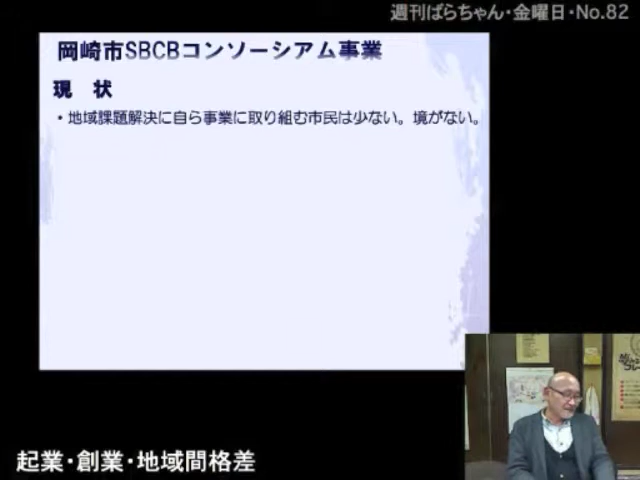 週刊ばらちゃん・金曜日・No.82
岡崎市SBCBコンソーシアム事業
現　状
・地域課題解決に自ら事業に取り組む市民は少ない。境がない。
起業・創業・地域間格差